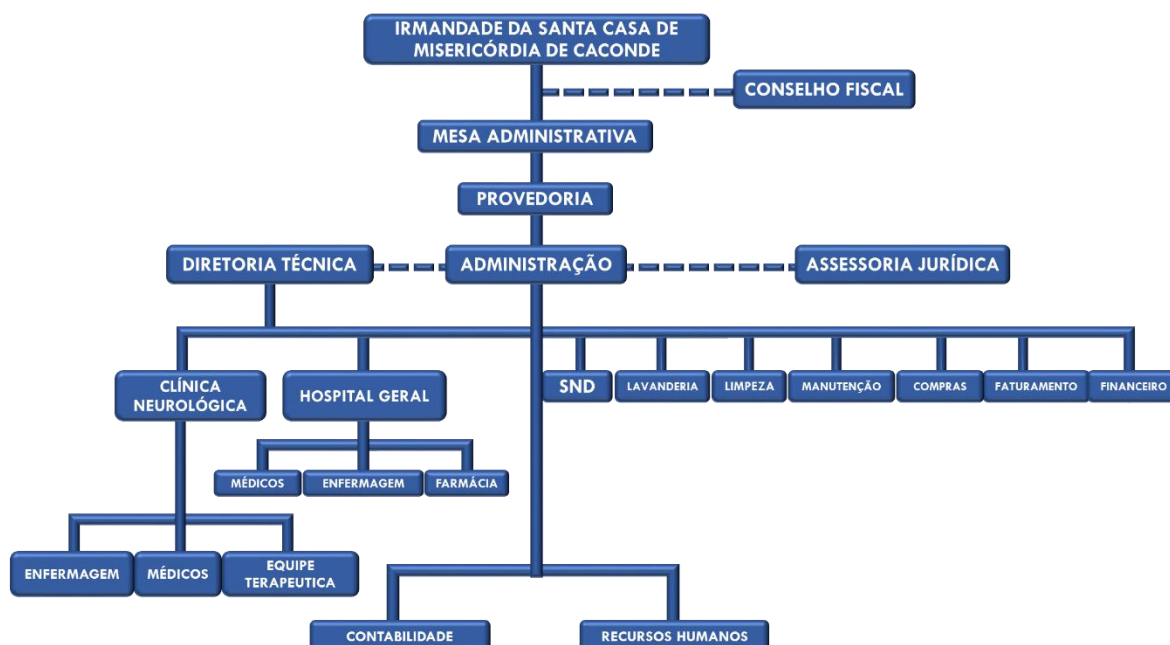 IRMANDADE DA SANTA CASA DE
MISERICÓRDIA DE CACONDE
CONSELHO FISCAL
MESA ADMINISTRATIVA
PROVEDORIA
DIRETORIA TÉCNICA
ADMINISTRAÇÃO
ASSESSORIA JURÍDICA
CLÍNICA
NEUROLÓGICA
HOSPITAL GERAL
SND
LAVANDERIA
LIMPEZA
MANUTENÇÃO
COMPRAS
FATURAMENTO
FINANCEIRO
MÉDICOS
ENFERMAGEM
FARMÁCIA
ENFERMAGEM
MÉDICOS
EQUIPE
TERAPEUTICA
CONTABILIDADE
RECURSOS HUMANOS